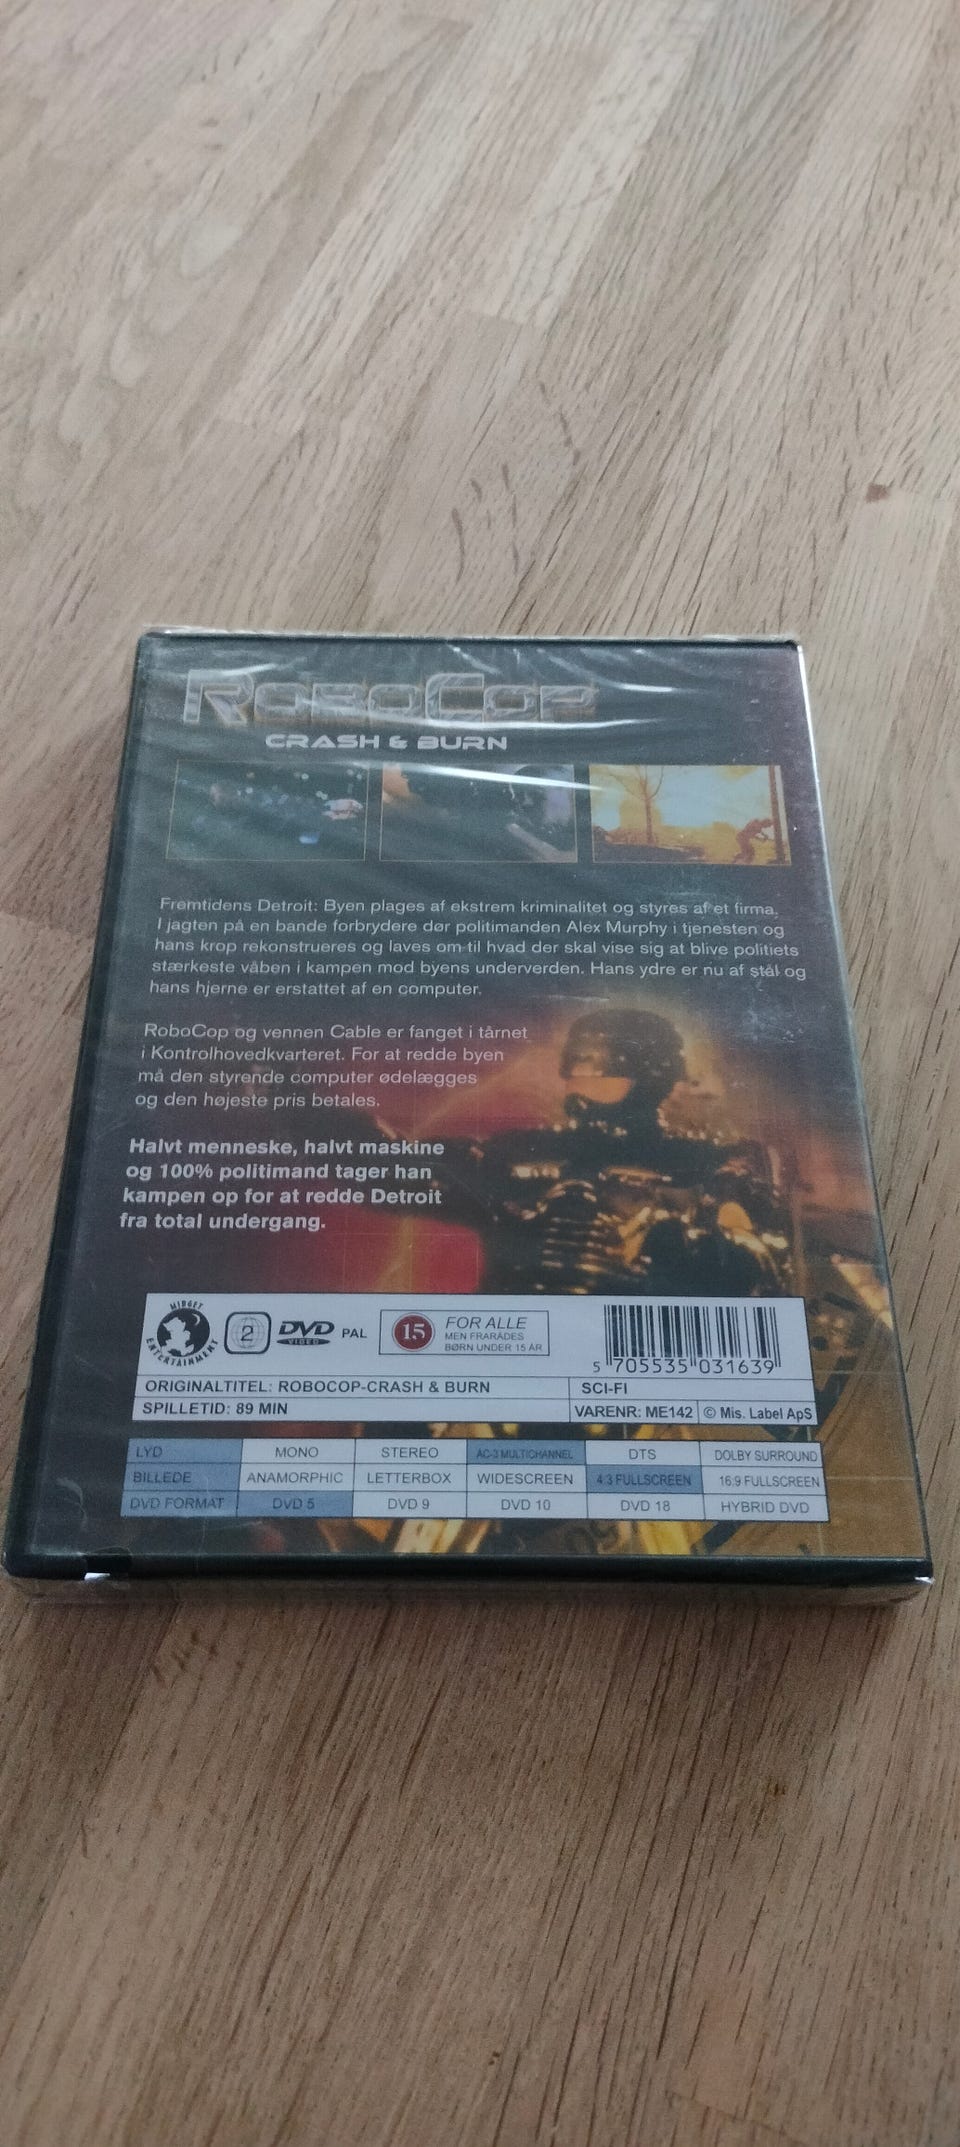 ROBOCOP
CRASH & BURN
Fremtidens Detroit: Byen plages af ekstrem kriminalitet og styres af et firma.
I jagten på en bande forbrydere dør politimanden Alex Murphy i tjenesten og
hans krop rekonstrueres og laves om til hvad der skal vise sig at blive politiets
stærkeste våben i kampen mod byens underverden. Hans ydre er nu af stål og
hans hjerne er erstattet af en computer.
RoboCop og vennen Cable er fanget i tårnet
i Kontrolhovedkvarteret. For at redde byen
må den styrende computer ødelægges
og den højeste pris betales.
Halvt menneske, halvt maskine
og 100% politimand tager han
kampen op for at redde Detroit
fra total undergang.
MIDGET ENTERTAINMENT
2
DVD VIDEO
PAL
15
FOR ALLE
MEN FRARÅDES
BØRN UNDER 15 ÅR
5 705535 031639
ORIGINALTITEL: ROBOCOP-CRASH & BURN SCI-FI
SPILLETID: 89 MIN VARENR: ME142 © Mis. Label ApS
LYD MONO STEREO AC-3 MULTICHANNEL DTS DOLBY SURROUND
BILLEDE ANAMORPHIC LETTERBOX WIDESCREEN 4:3 FULLSCREEN 16:9 FULLSCREEN
DVD FORMAT DVD 5 DVD 9 DVD 10 DVD 18 HYBRID DVD